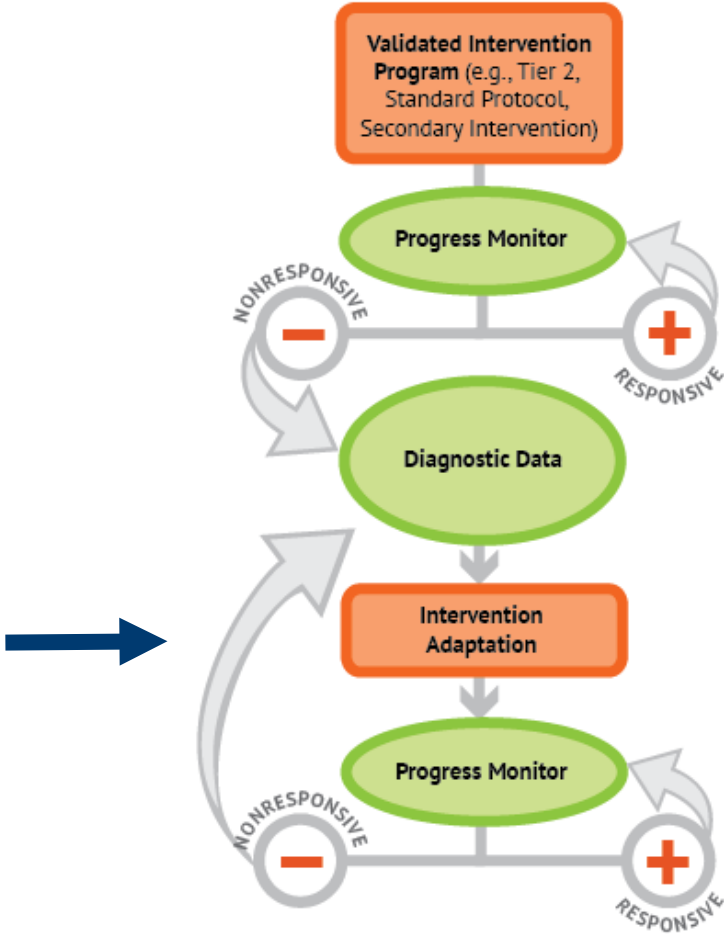 Validated Intervention
Program (e.g., Tier 2,
Standard Protocol,
Secondary Intervention)
Progress Monitor
NONRESPONSIVE
RESPONSIVE
Diagnostic Data
Intervention
Adaptation
Progress Monitor
NONRESPONSIVE
RESPONSIVE